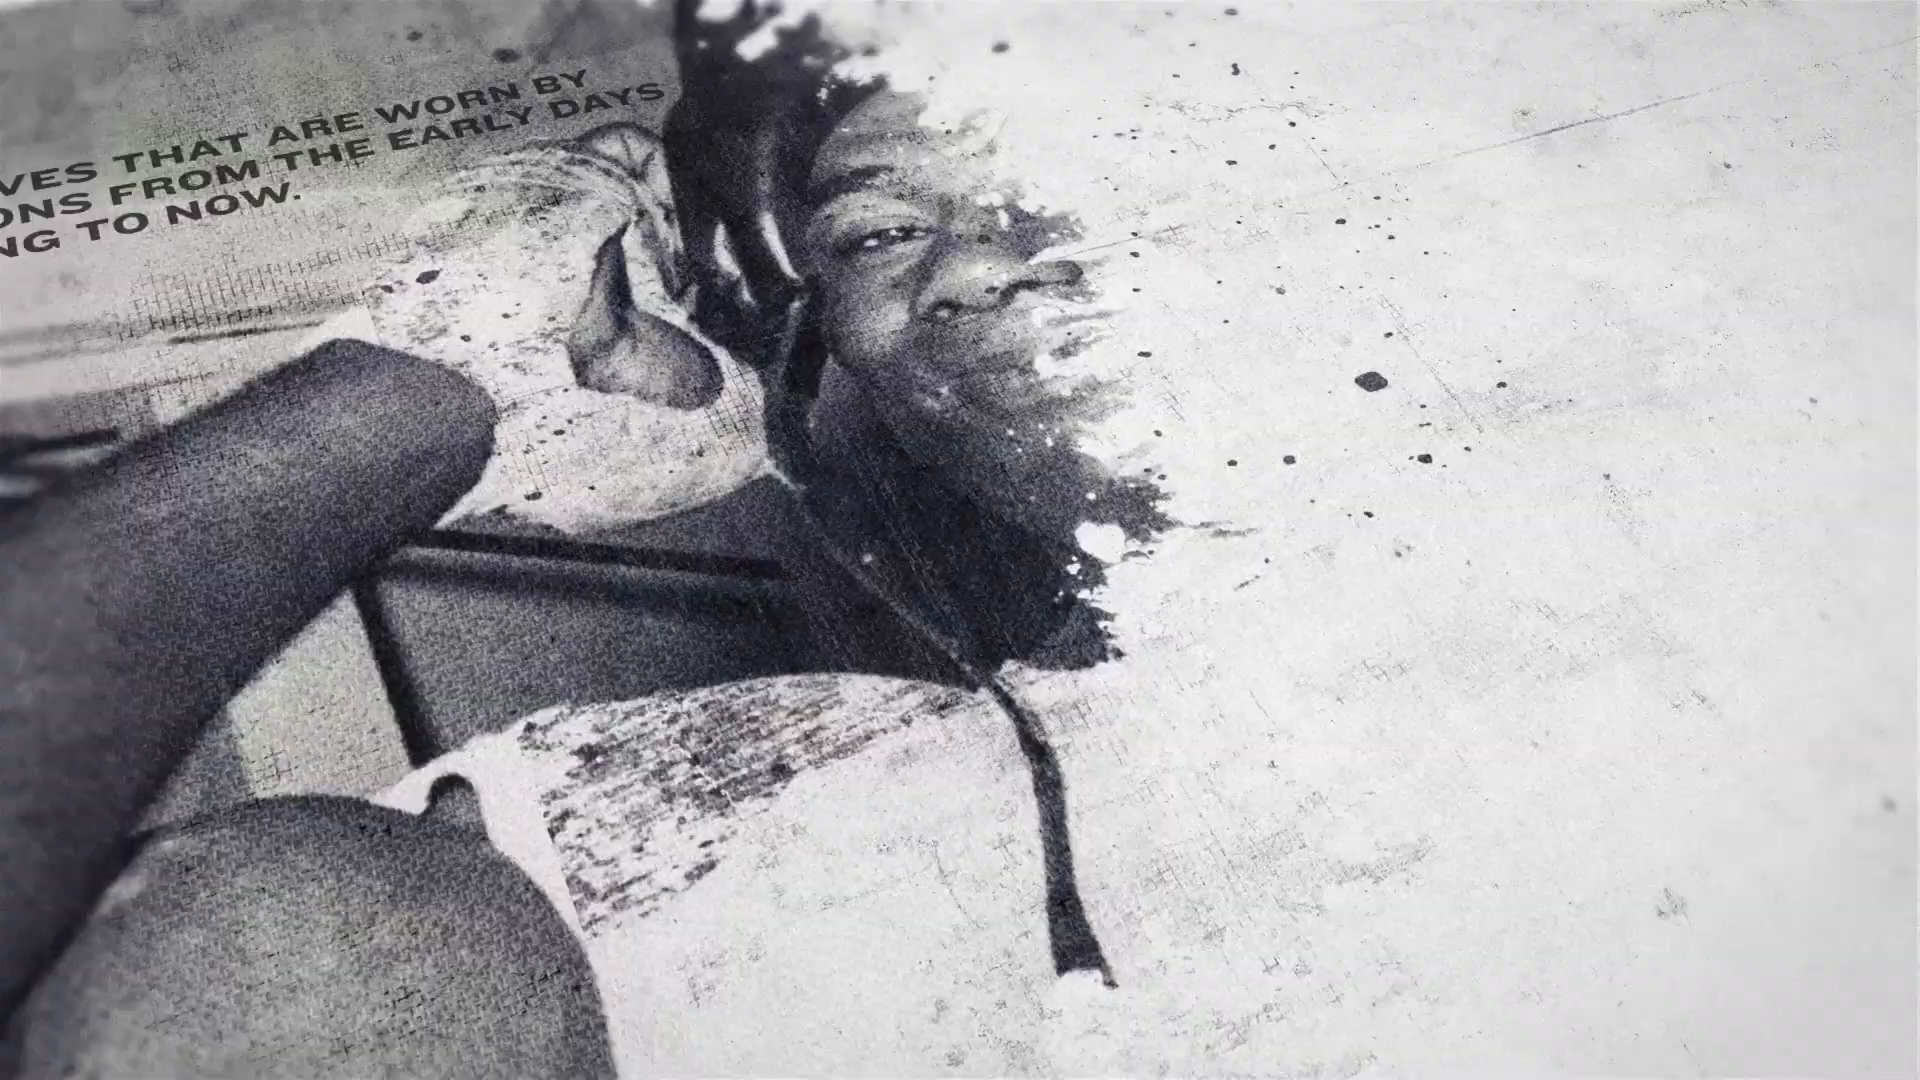 VES THAT ARE WORN BY
ONS FROM THE EARLY DAYS
NG TO NOW.